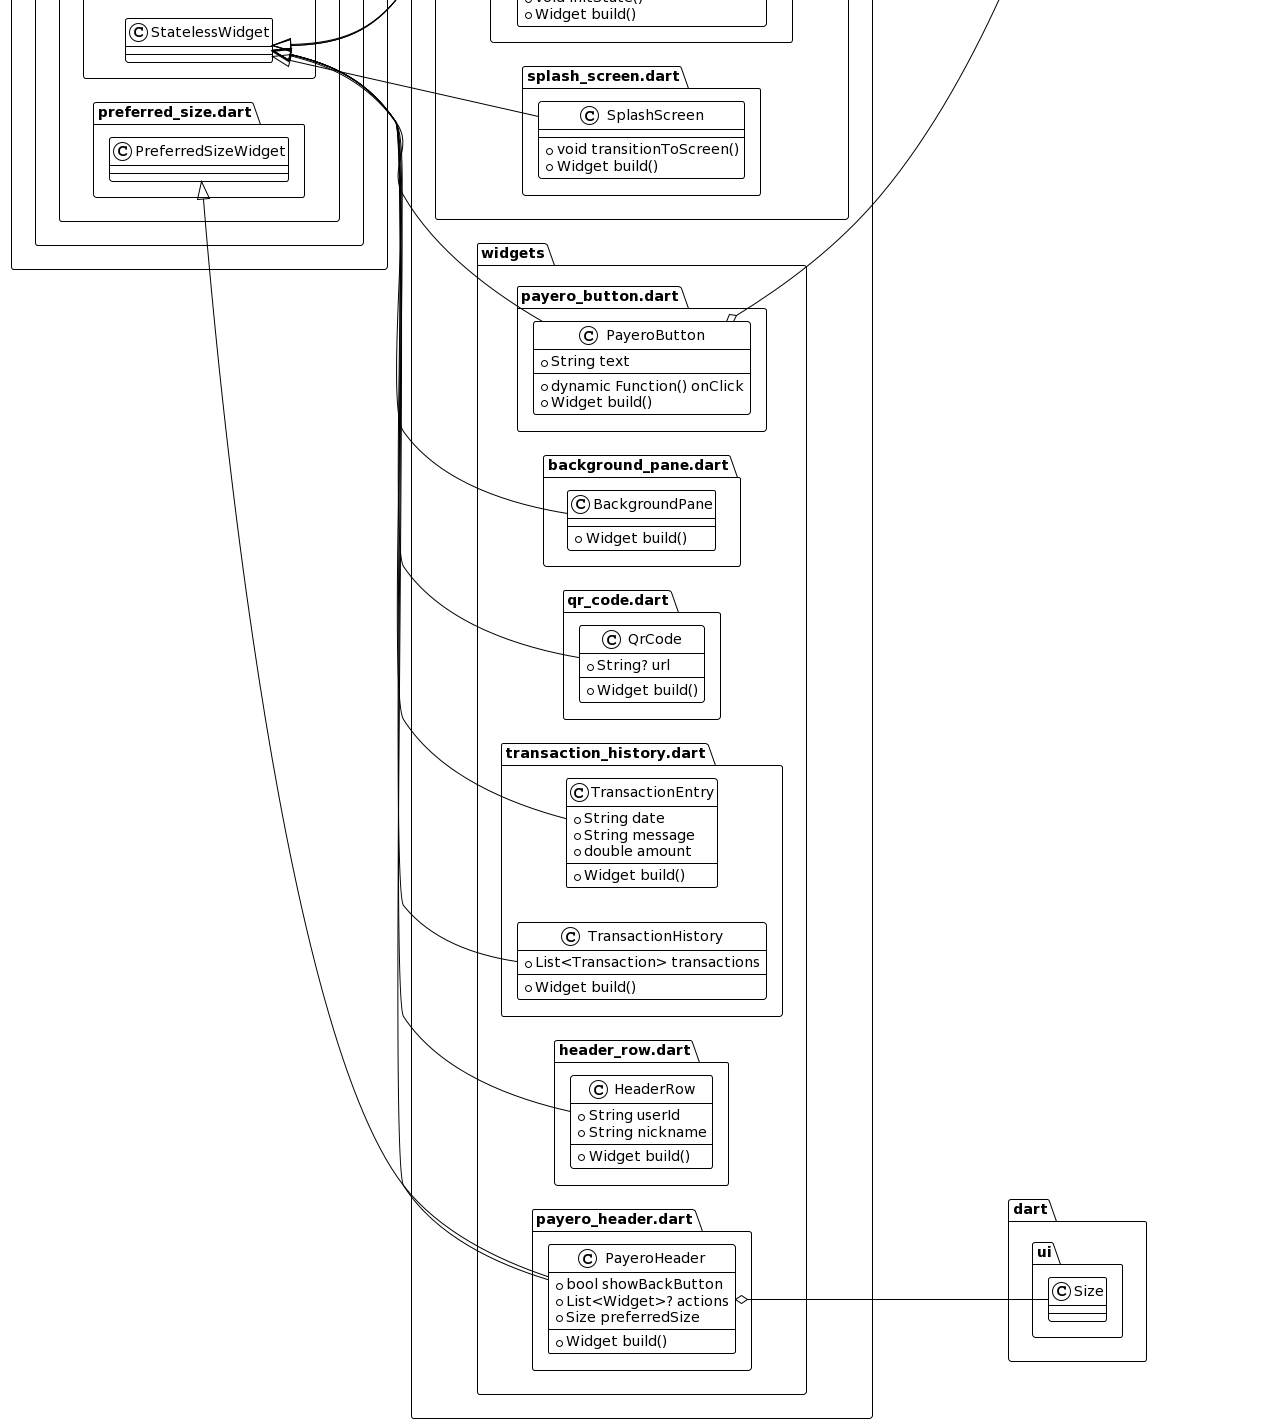 void initState()
Widget build()
C StatelessWidget
splash_screen.dart
C SplashScreen
void transitionToScreen()
Widget build()
preferred_size.dart
C PreferredSizeWidget
widgets
payero_button.dart
C PayeroButton
String text
dynamic Function() onClick
Widget build()
background_pane.dart
C BackgroundPane
Widget build()
qr_code.dart
C QrCode
String? url
Widget build()
transaction_history.dart
C TransactionEntry
String date
String message
double amount
Widget build()
C TransactionHistory
List<Transaction> transactions
Widget build()
header_row.dart
C HeaderRow
String userId
String nickname
Widget build()
payero_header.dart
C PayeroHeader
bool showBackButton
List<Widget>? actions
Size preferredSize
Widget build()
dart
ui
C Size